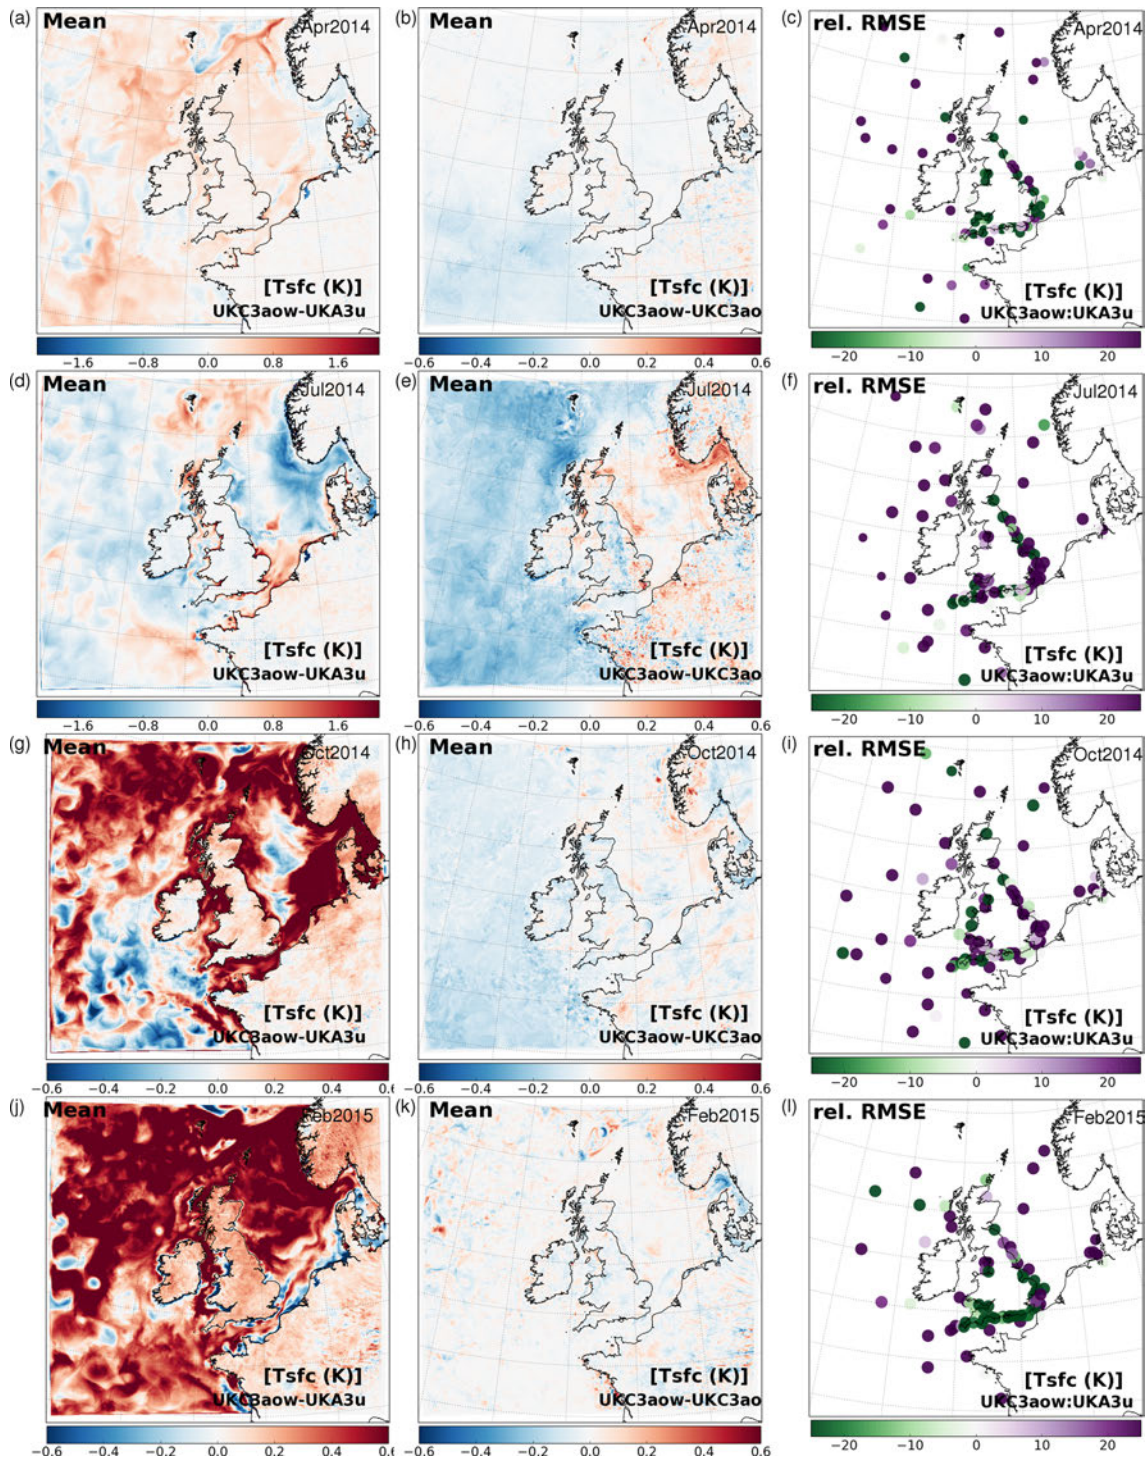 (a) Mean Apr2014
[Tsfc (K)]
UKC3aow-UKA3u
−1.6 −0.8 0.0 0.8 1.6
(b) Mean Apr2014
[Tsfc (K)]
UKC3aow-UKC3ao
−0.6 −0.4 −0.2 0.0 0.2 0.4 0.6
(c) rel. RMSE Apr2014
[Tsfc (K)]
UKC3aow:UKA3u
−20 −10 0 10 20
(d) Mean Jul2014
[Tsfc (K)]
UKC3aow-UKA3u
−1.6 −0.8 0.0 0.8 1.6
(e) Mean Jul2014
[Tsfc (K)]
UKC3aow-UKC3ao
−0.6 −0.4 −0.2 0.0 0.2 0.4 0.6
(f) rel. RMSE Jul2014
[Tsfc (K)]
UKC3aow:UKA3u
−20 −10 0 10 20
(g) Mean Oct2014
[Tsfc (K)]
UKC3aow-UKA3u
−0.6 −0.4 −0.2 0.0 0.2 0.4 0.6
(h) Mean Oct2014
[Tsfc (K)]
UKC3aow-UKC3ao
−0.6 −0.4 −0.2 0.0 0.2 0.4 0.6
(i) rel. RMSE Oct2014
[Tsfc (K)]
UKC3aow:UKA3u
−20 −10 0 10 20
(j) Mean Feb2015
[Tsfc (K)]
UKC3aow-UKA3u
−0.6 −0.4 −0.2 0.0 0.2 0.4 0.6
(k) Mean Feb2015
[Tsfc (K)]
UKC3aow-UKC3ao
−0.6 −0.4 −0.2 0.0 0.2 0.4 0.6
(l) rel. RMSE Feb2015
[Tsfc (K)]
UKC3aow:UKA3u
−20 −10 0 10 20